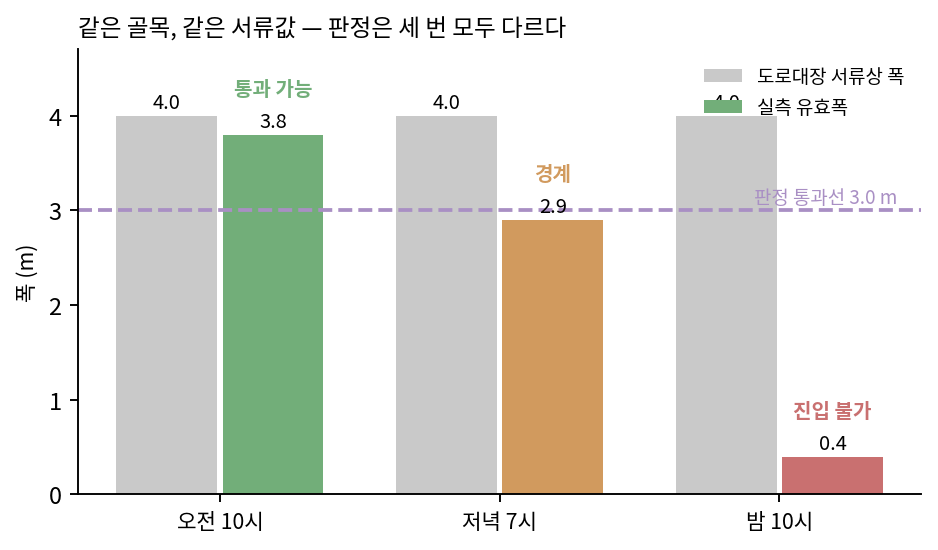 같은 골목, 같은 서류값 — 판정은 세 번 모두 다르다
도로대장 서류상 폭
실측 유효폭
통과 가능
4.0
3.8
4.0
4.0
경계
2.9
판정 통과선 3.0 m
진입 불가
0.4
폭 (m)
4
3
2
1
0
오전 10시
저녁 7시
밤 10시